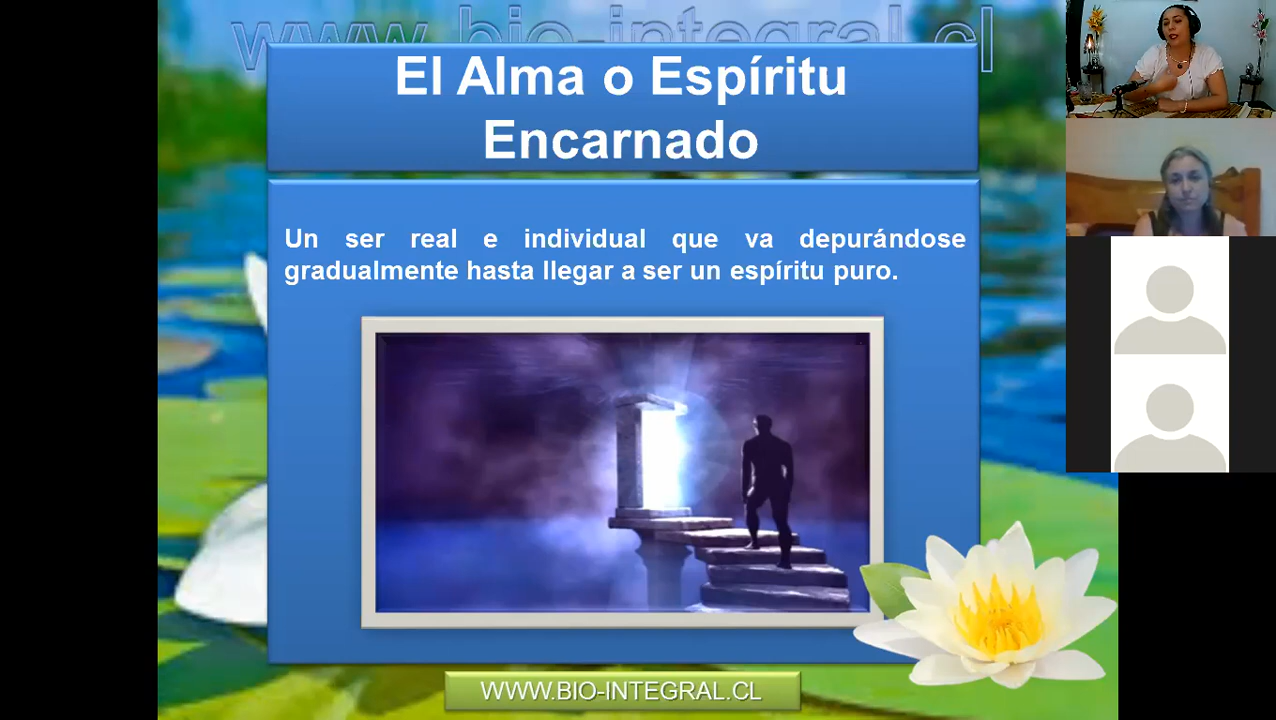 www.bio-integral.cl
El Alma o Espíritu
Encarnado
Un ser real e individual que va depurándose
gradualmente hasta llegar a ser un espíritu puro.
WWW.BIO-INTEGRAL.CL